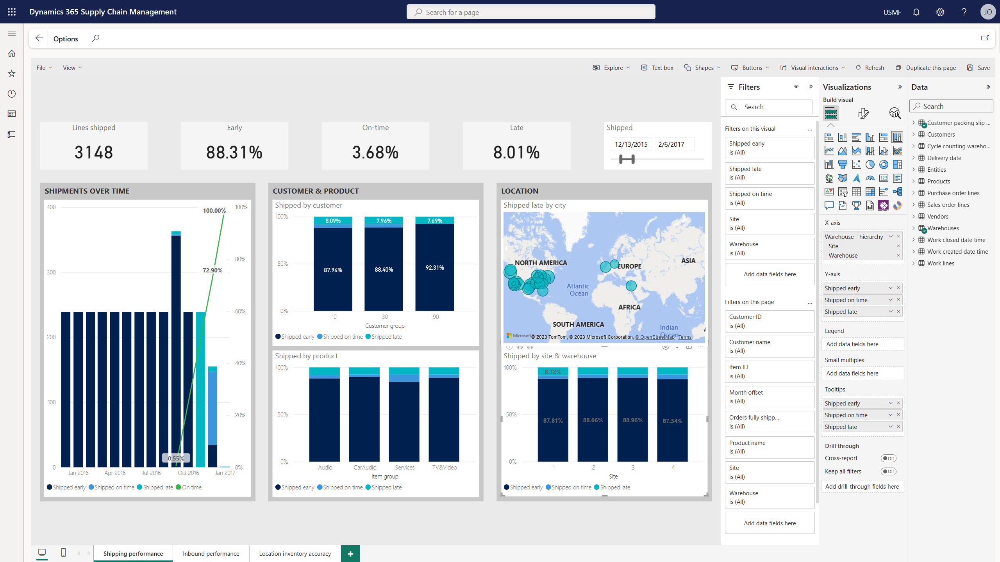 Dynamics 365 Supply Chain Management
Search for a page
USMF
JO
Options
File
View
Explore
Text box
Shapes
Buttons
Visual interactions
Refresh
Duplicate this page
Save
Lines shipped
3148
Early
88.31%
On-time
3.68%
Late
8.01%
Shipped
12/13/2015
2/6/2017
SHIPMENTS OVER TIME
400
300
200
100
0
100%
80%
60%
40%
20%
0%
100.00%
72.90%
0.55%
Jan 2016
Apr 2016
Jul 2016
Oct 2016
Jan 2017
Shipped early
Shipped on time
Shipped late
On time
CUSTOMER & PRODUCT
Shipped by customer
100%
50%
0%
8.09%
7.96%
7.69%
87.94%
88.40%
92.31%
10
30
90
Customer group
Shipped early
Shipped on time
Shipped late
Shipped by product
100%
50%
0%
Audio
CarAudio
Services
TV&Video
Item group
Shipped early
Shipped on time
Shipped late
LOCATION
Shipped late by city
NORTH AMERICA
EUROPE
ASIA
Atlantic
Ocean
AFRICA
SOUTH AMERICA
Indian
Ocean
Microsoft
© 2023 TomTom, © 2023 Microsoft Corporation, © OpenStreetMap Terms
Shipped by site & warehouse
100%
50%
0%
8.72%
87.81%
88.66%
88.96%
87.34%
1
2
3
4
Site
Shipped early
Shipped on time
Shipped late
Filters
Search
Filters on this visual
...
Shipped early
is (All)
Shipped late
is (All)
Shipped on time
is (All)
Site
is (All)
Warehouse
is (All)
Add data fields here
Filters on this page
...
Customer ID
is (All)
Customer name
is (All)
Item ID
is (All)
Month offset
is (All)
Orders fully shipp...
is (All)
Product name
is (All)
Site
is (All)
Warehouse
is (All)
Add data fields here
Visualizations
Build visual
123
X-axis
Warehouse - hierarchy
Site
Warehouse
Y-axis
Shipped early
Shipped on time
Shipped late
Legend
Add data fields here
Small multiples
Add data fields here
Tooltips
Shipped early
Shipped on time
Shipped late
Drill through
Cross-report
Off
Keep all filters
Off
Add drill-through fields here
Data
Search
Customer packing slip ...
Customers
Cycle counting wareho...
Delivery date
Entities
Products
Purchase order lines
Sales order lines
Vendors
Warehouses
Work closed date time
Work created date time
Work lines
Shipping performance
Inbound performance
Location inventory accuracy